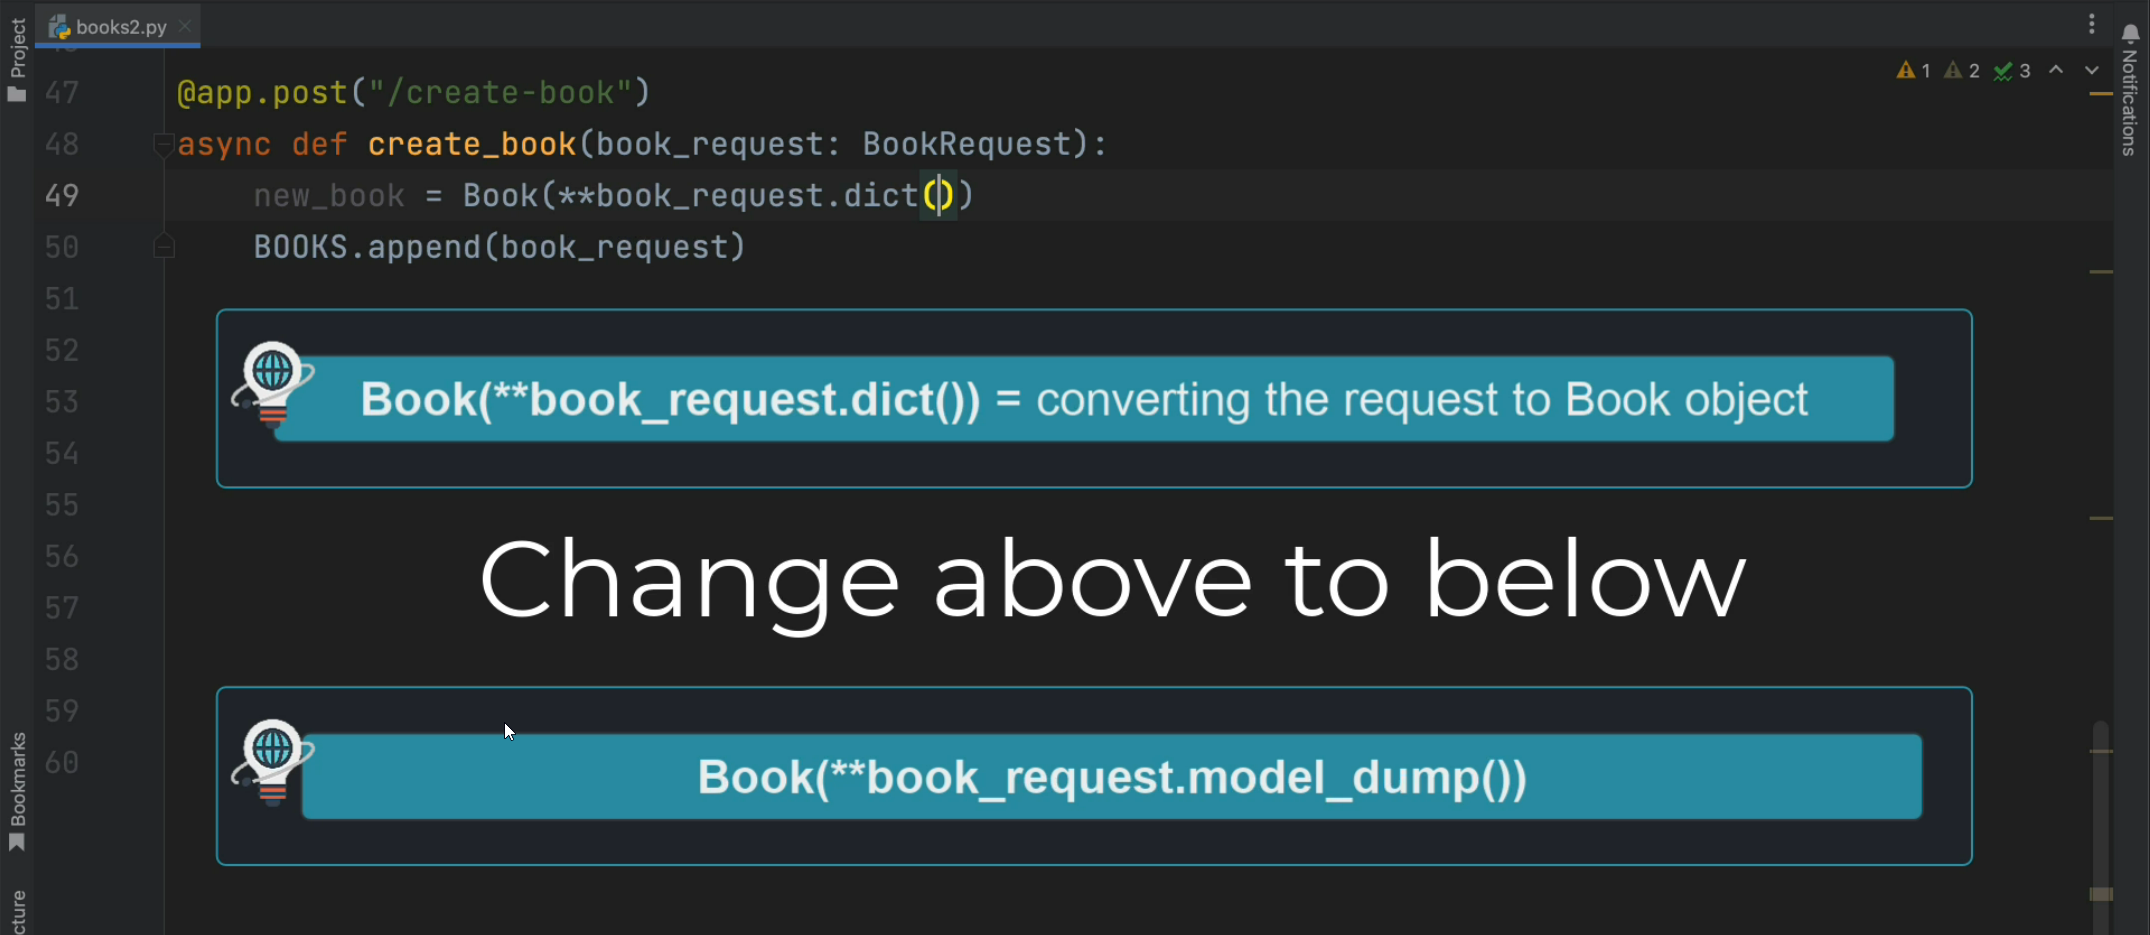 Project
books2.py
1 2 3
Notifications
47 @app.post("/create-book")
48 async def create_book(book_request: BookRequest):
49 new_book = Book(**book_request.dict())
50 BOOKS.append(book_request)
51
52
53
54
55
56
57
58
59
60
Book(**book_request.dict()) = converting the request to Book object
Change above to below
Book(**book_request.model_dump())
Bookmarks
cture